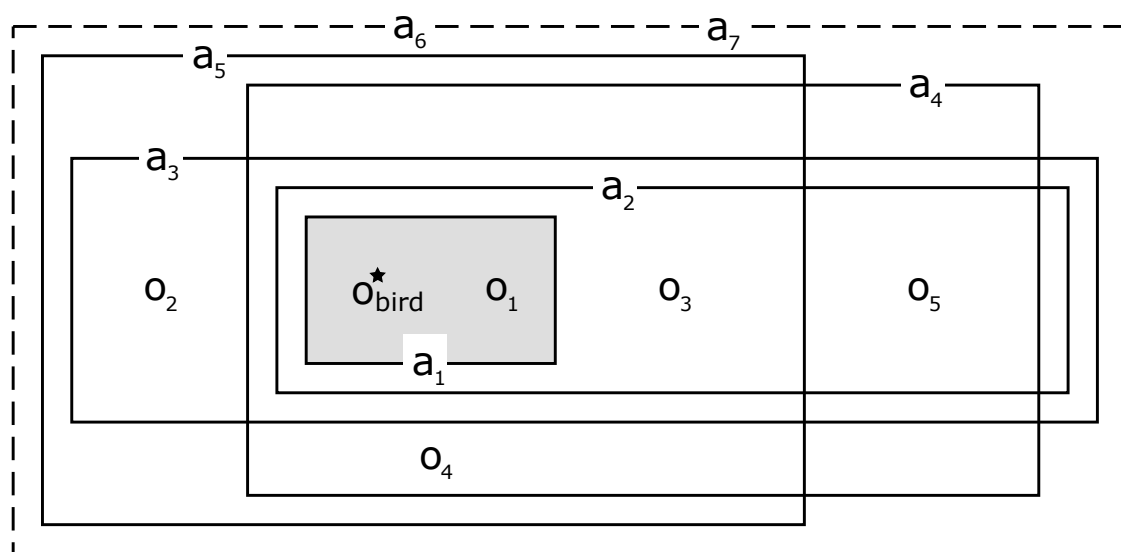 a₆ a₇
a₅
a₄
a₃
a₂
o₂ o★bird o₁ o₃ o₅
a₁
o₄